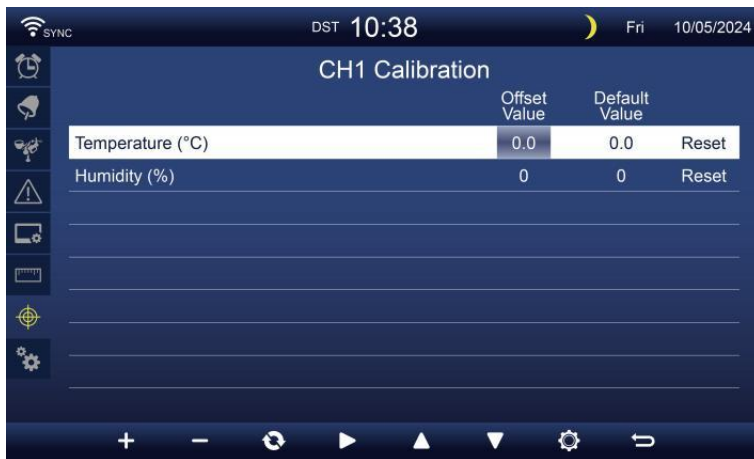 SYNC DST 10:38 Fri 10/05/2024
CH1 Calibration
Offset Value Default Value
Temperature (°C) 0.0 0.0 Reset
Humidity (%) 0 0 Reset